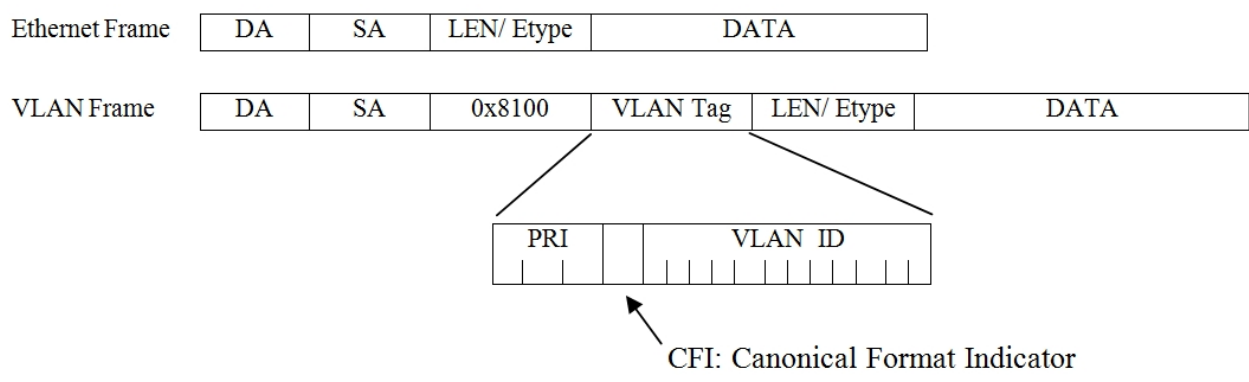 Ethernet Frame DA SA LEN/ Etype DATA
VLAN Frame DA SA 0x8100 VLAN Tag LEN/ Etype DATA
PRI VLAN ID
CFI: Canonical Format Indicator